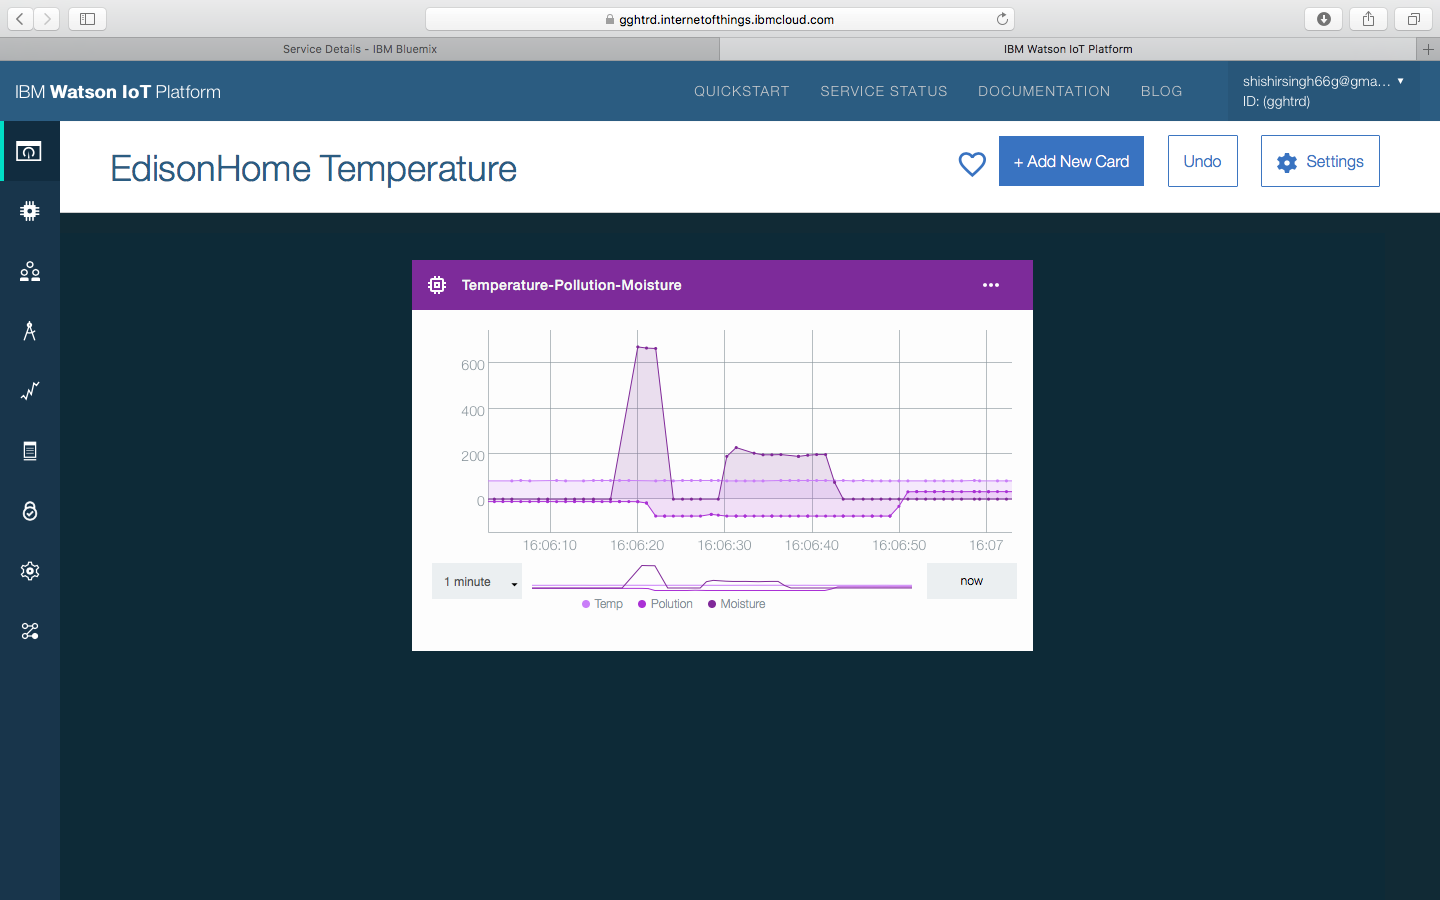 gghtrd.internetofthings.ibmcloud.com
Service Details - IBM Bluemix
IBM Watson IoT Platform
IBM Watson IoT Platform
QUICKSTART
SERVICE STATUS
DOCUMENTATION
BLOG
shishirsingh66g@gma...
ID: (gghtrd)
EdisonHome Temperature
+ Add New Card
Undo
Settings
Temperature-Pollution-Moisture
600
400
200
0
16:06:10
16:06:20
16:06:30
16:06:40
16:06:50
16:07
1 minute
now
Temp
Polution
Moisture